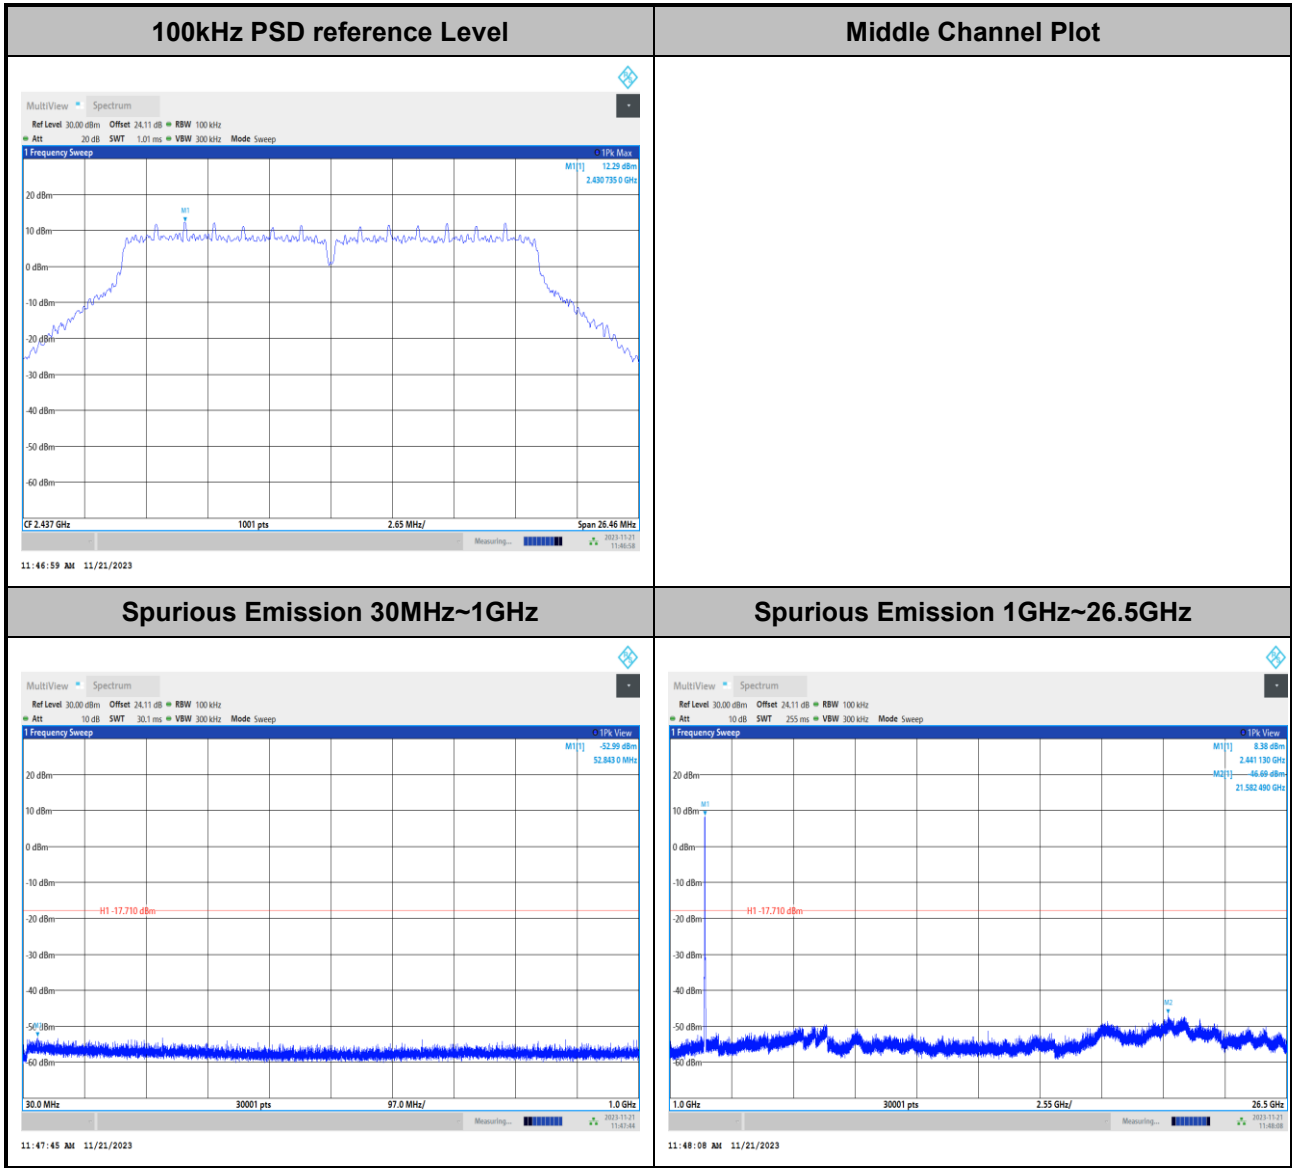 100kHz PSD reference Level
Middle Channel Plot
MultiView Spectrum
Ref Level 30.00 dBm Offset 24.11 dB RBW 100 kHz
Att 20 dB SWT 1.01 ms VBW 300 kHz Mode Sweep
1 Frequency Sweep 1Pk Max
M1[1] 12.29 dBm
2.430 735 0 GHz
20 dBm
M1
10 dBm
0 dBm
-10 dBm
-20 dBm
-30 dBm
-40 dBm
-50 dBm
-60 dBm
CF 2.437 GHz 1001 pts 2.65 MHz/ Span 26.46 MHz
Measuring... 2023-11-21
11:46:58
11:46:59 AM 11/21/2023
Spurious Emission 30MHz~1GHz
Spurious Emission 1GHz~26.5GHz
MultiView Spectrum
Ref Level 30.00 dBm Offset 24.11 dB RBW 100 kHz
Att 10 dB SWT 30.1 ms VBW 300 kHz Mode Sweep
1 Frequency Sweep 1Pk View
M1[1] -52.99 dBm
52.843 0 MHz
20 dBm
10 dBm
0 dBm
-10 dBm
H1 -17.710 dBm
-20 dBm
-30 dBm
-40 dBm
M1
-50 dBm
-60 dBm
30.0 MHz 30001 pts 97.0 MHz/ 1.0 GHz
Measuring... 2023-11-21
11:47:44
11:47:45 AM 11/21/2023
MultiView Spectrum
Ref Level 30.00 dBm Offset 24.11 dB RBW 100 kHz
Att 10 dB SWT 255 ms VBW 300 kHz Mode Sweep
1 Frequency Sweep 1Pk View
M1[1] 8.38 dBm
2.441 130 GHz
M2[1] -46.69 dBm
21.582 490 GHz
20 dBm
M1
10 dBm
0 dBm
-10 dBm
H1 -17.710 dBm
-20 dBm
-30 dBm
-40 dBm
M2
-50 dBm
-60 dBm
1.0 GHz 30001 pts 2.55 GHz/ 26.5 GHz
Measuring... 2023-11-21
11:48:08
11:48:08 AM 11/21/2023